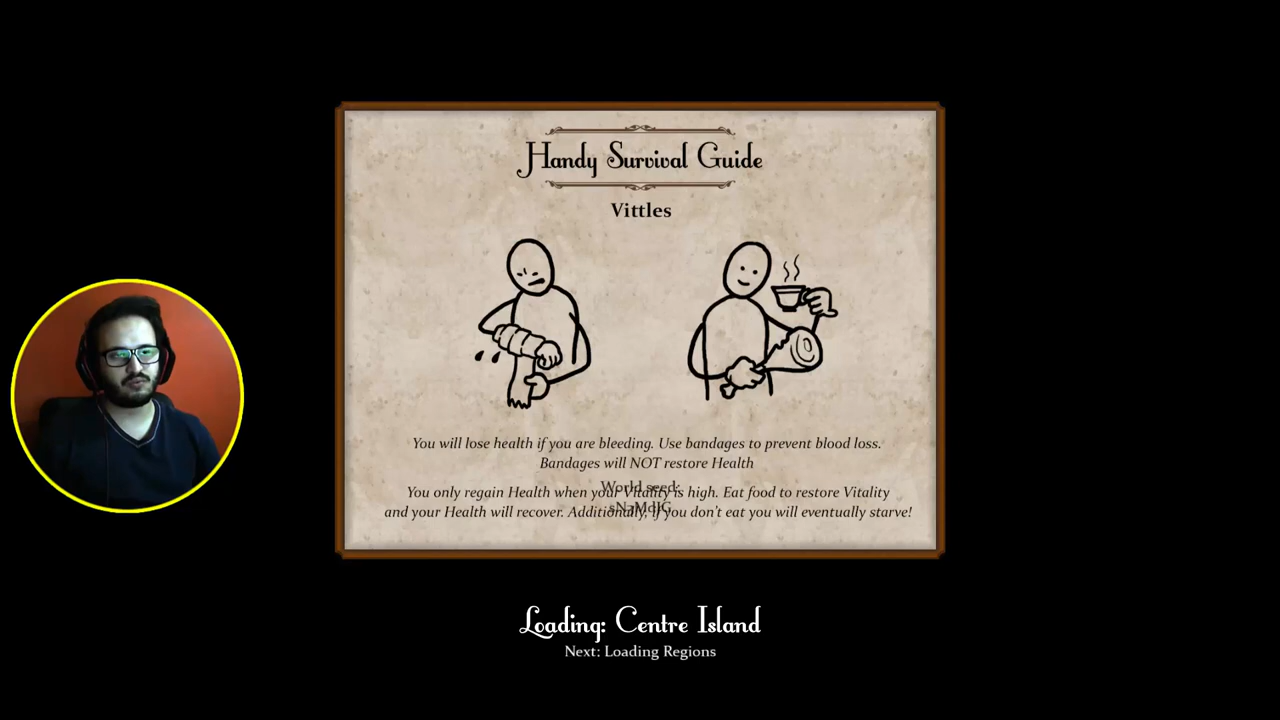 Handy Survival Guide
Vittles
You will lose health if you are bleeding. Use bandages to prevent blood loss.
Bandages will NOT restore Health
World seed:
You only regain Health when your Vitality is high. Eat food to restore Vitality
and your Health will recover. Additionally, if you don't eat you will eventually starve!
Loading: Centre Island
Next: Loading Regions